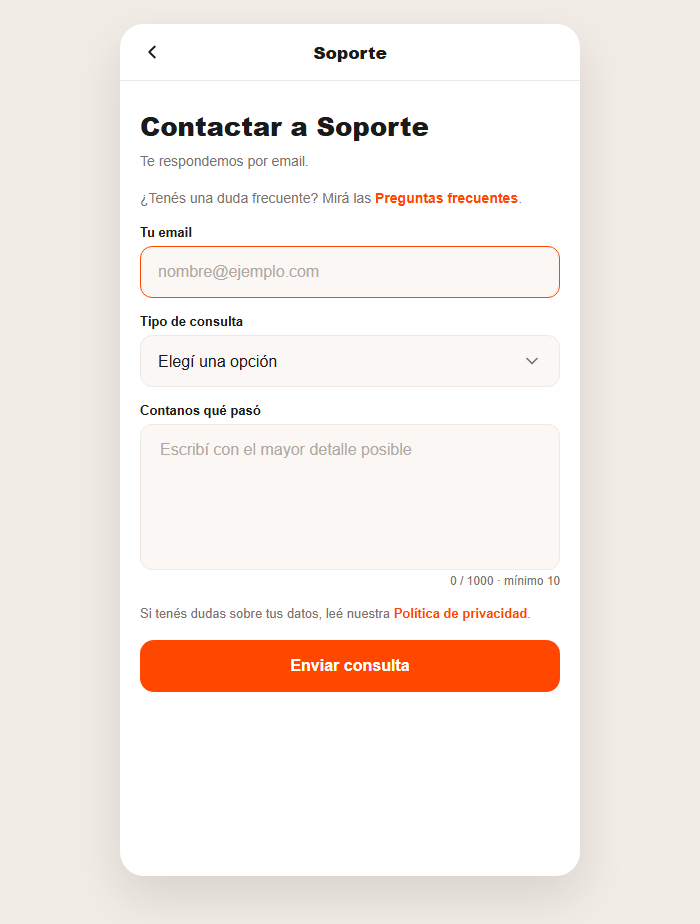 Soporte
Contactar a Soporte
Te respondemos por email.
¿Tenés una duda frecuente? Mirá las Preguntas frecuentes.
Tu email
nombre@ejemplo.com
Tipo de consulta
Elegí una opción
Contanos qué pasó
Escribí con el mayor detalle posible
0 / 1000 · mínimo 10
Si tenés dudas sobre tus datos, leé nuestra Política de privacidad.
Enviar consulta